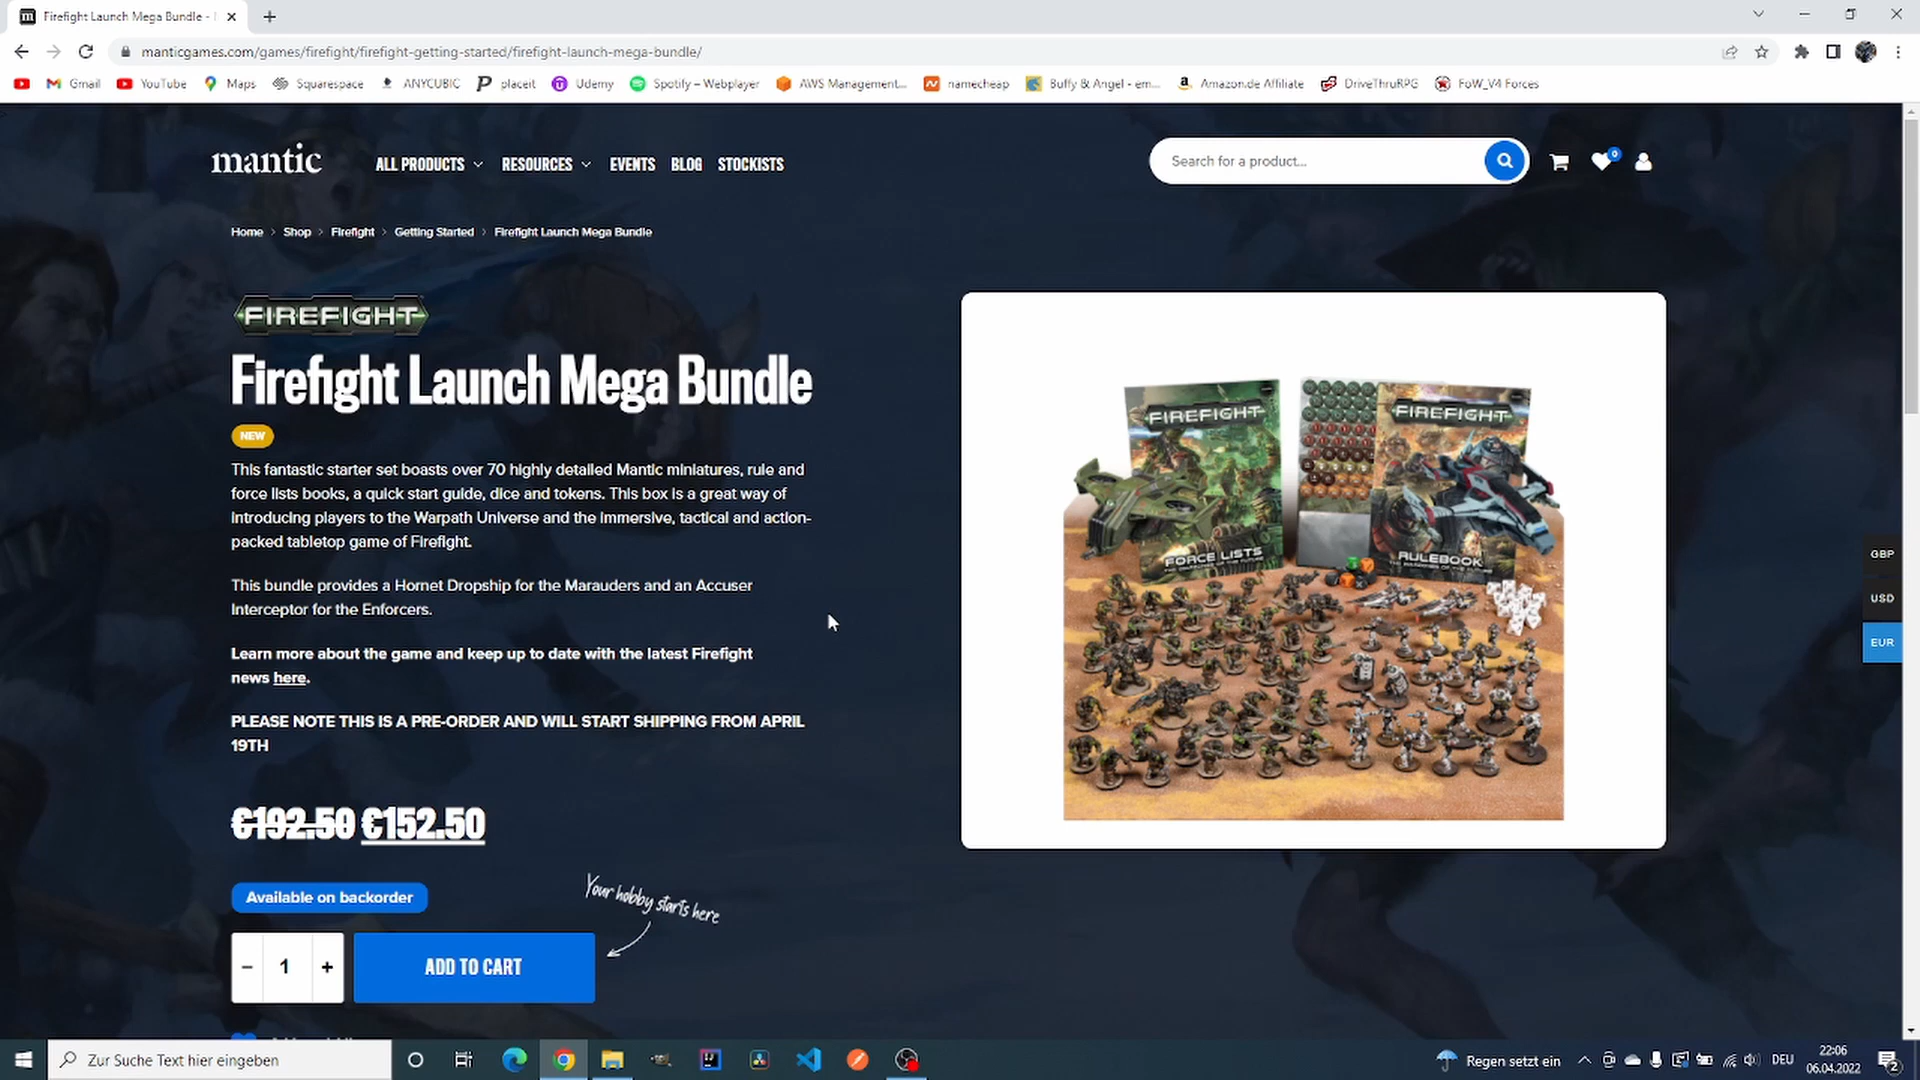 Firefight Launch Mega Bundle -
manticgames.com/games/firefight/firefight-getting-started/firefight-launch-mega-bundle/
Gmail YouTube Maps Squarespace ANYCUBIC placeit Udemy Spotify – Webplayer AWS Management... namecheap Buffy & Angel - em... Amazon.de Affiliate DriveThruRPG FoW_V4 Forces
mantic ALL PRODUCTS RESOURCES EVENTS BLOG STOCKISTS Search for a product... 0
Home > Shop > Firefight > Getting Started > Firefight Launch Mega Bundle
FIREFIGHT
Firefight Launch Mega Bundle
NEW
This fantastic starter set boasts over 70 highly detailed Mantic miniatures, rule and
force lists books, a quick start guide, dice and tokens. This box is a great way of
introducing players to the Warpath Universe and the immersive, tactical and action-
packed tabletop game of Firefight.
This bundle provides a Hornet Dropship for the Marauders and an Accuser
Interceptor for the Enforcers.
Learn more about the game and keep up to date with the latest Firefight
news here.
PLEASE NOTE THIS IS A PRE-ORDER AND WILL START SHIPPING FROM APRIL
19TH
€192.50 €152.50
Available on backorder
Your hobby starts here
− 1 + ADD TO CART
FIREFIGHT
FORCE LISTS
FIREFIGHT
RULEBOOK
GBP
USD
EUR
Zur Suche Text hier eingeben
Regen setzt ein
DEU
22:06
06.04.2022
2